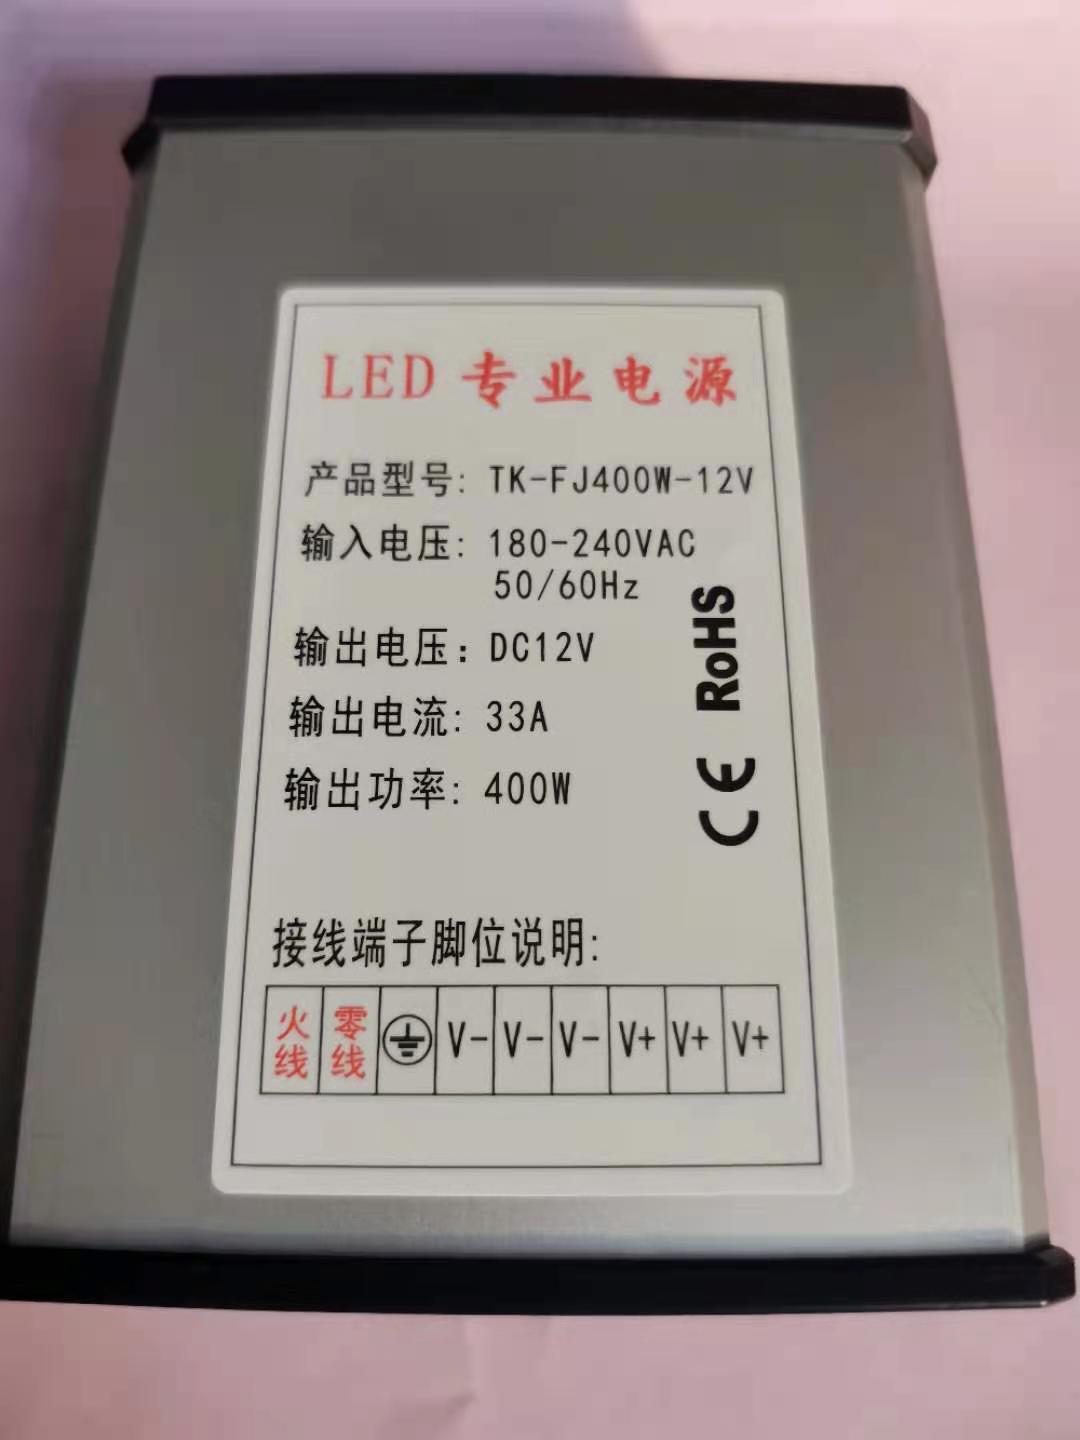 LED 专业电源
产品型号: TK-FJ400W-12V
输入电压: 180-240VAC
50/60Hz
输出电压: DC12V
输出电流: 33A
输出功率: 400W
RoHS
CE
接线端子脚位说明:
火线 零线 V- V- V- V+ V+ V+